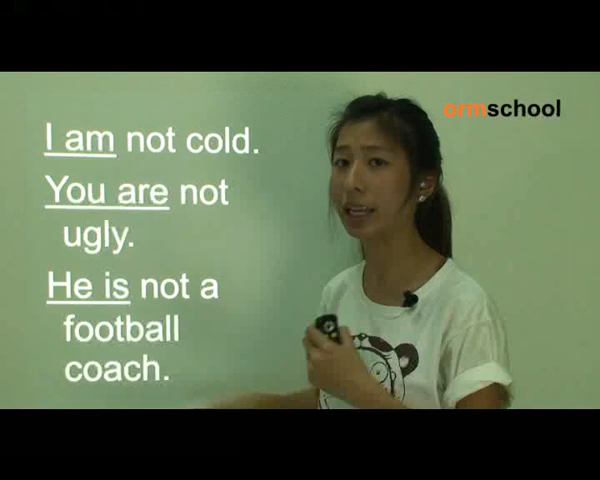 ormschool
I am not cold.
You are not
ugly.
He is not a
football
coach.